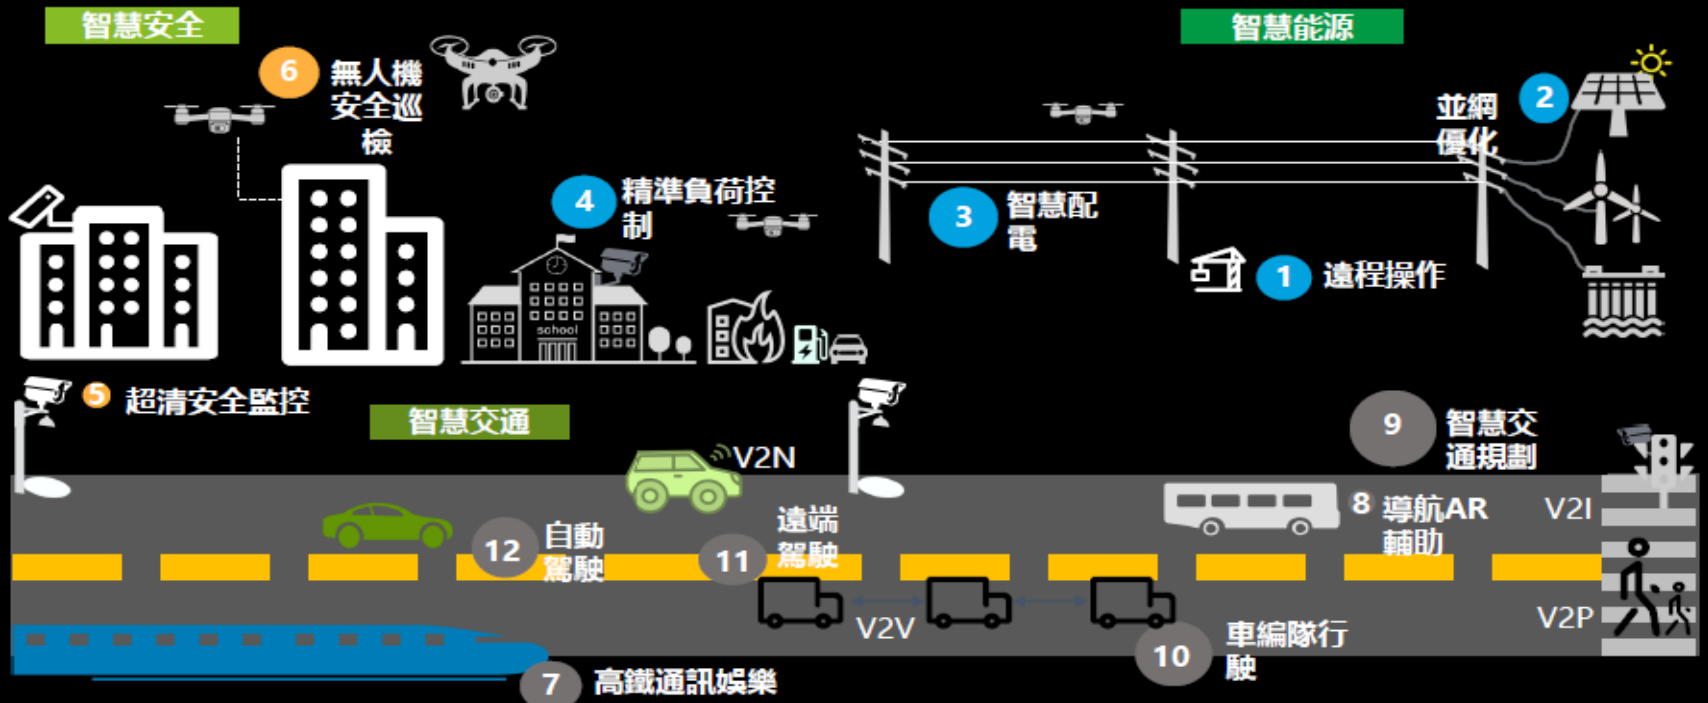 智慧安全
智慧能源
6
無人機
安全巡
檢
並網
優化
2
4
精準負荷控
制
3
智慧配
電
1
遠程操作
school
5
超清安全監控
智慧交通
9
智慧交
通規劃
V2N
12
自動
駕駛
11
遠端
駕駛
8
導航AR
輔助
V2I
V2V
V2P
10
車編隊行
駛
7
高鐵通訊娛樂